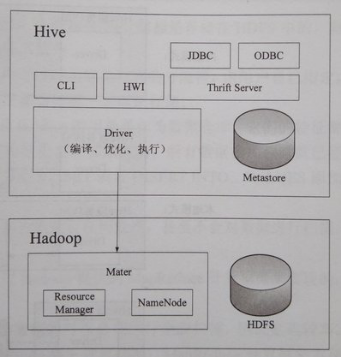 Hive
JDBC
ODBC
CLI
HWI
Thrift Server
Driver
（编译、优化、执行）
Metastore
Hadoop
Mater
Resource
Manager
NameNode
HDFS